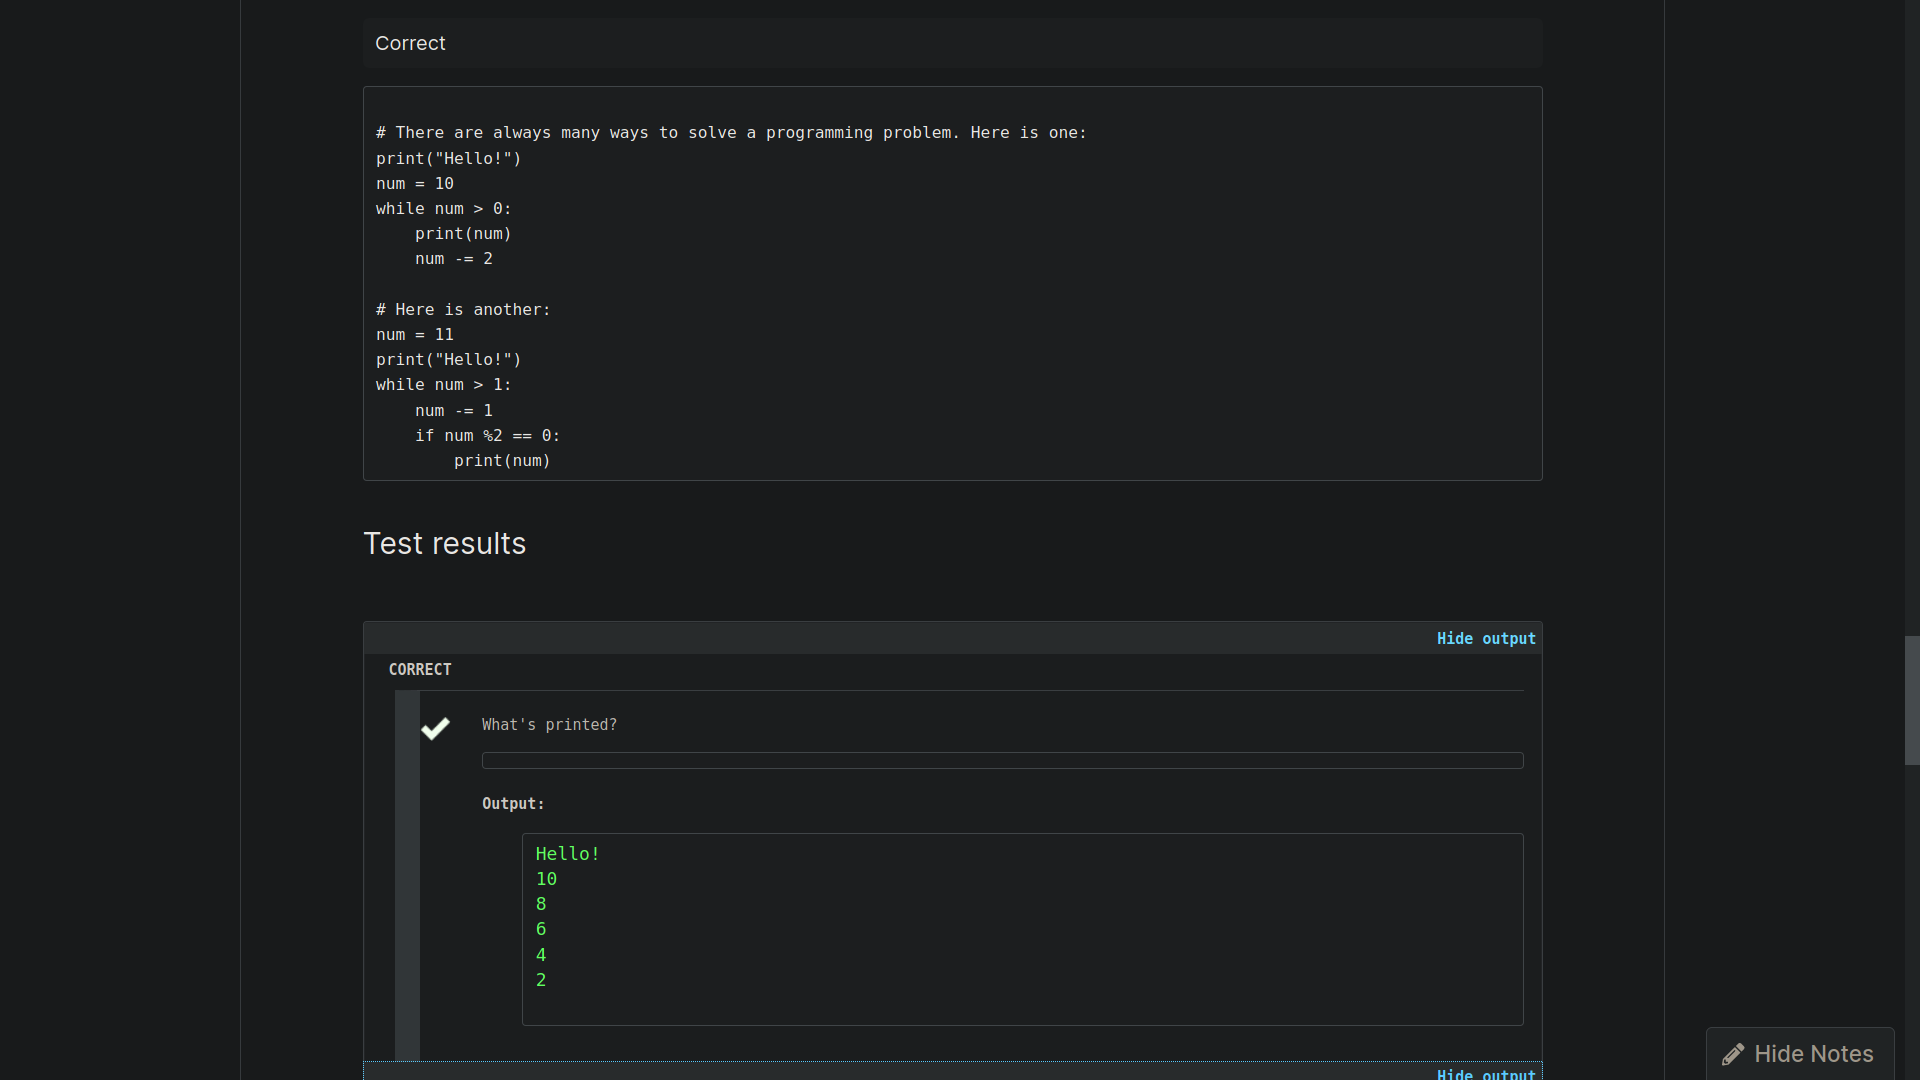 Correct
# There are always many ways to solve a programming problem. Here is one:
print("Hello!")
num = 10
while num > 0:
    print(num)
    num -= 2

# Here is another:
num = 11
print("Hello!")
while num > 1:
    num -= 1
    if num %2 == 0:
        print(num)
Test results
Hide output
CORRECT
What's printed?
Output:
Hello!
10
8
6
4
2
Hide Notes
Hide output